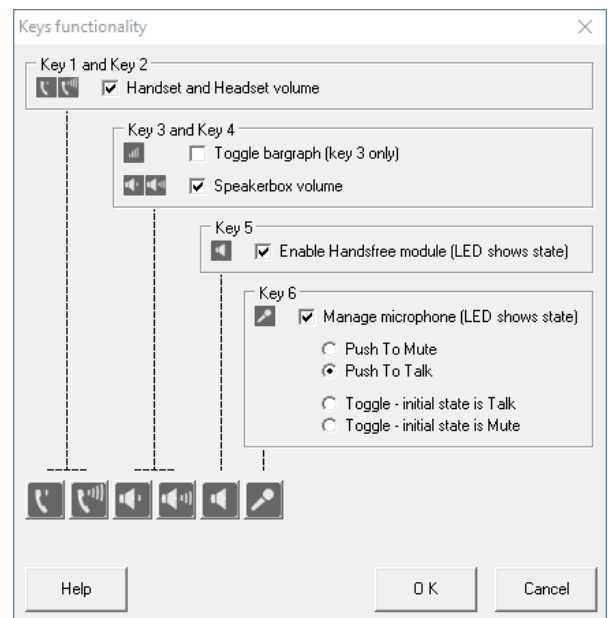 Keys functionality
Key 1 and Key 2
Handset and Headset volume
Key 3 and Key 4
Toggle bargraph (key 3 only)
Speakerbox volume
Key 5
Enable Handsfree module (LED shows state)
Key 6
Manage microphone (LED shows state)
Push To Mute
Push To Talk
Toggle - initial state is Talk
Toggle - initial state is Mute
Help
O K
Cancel